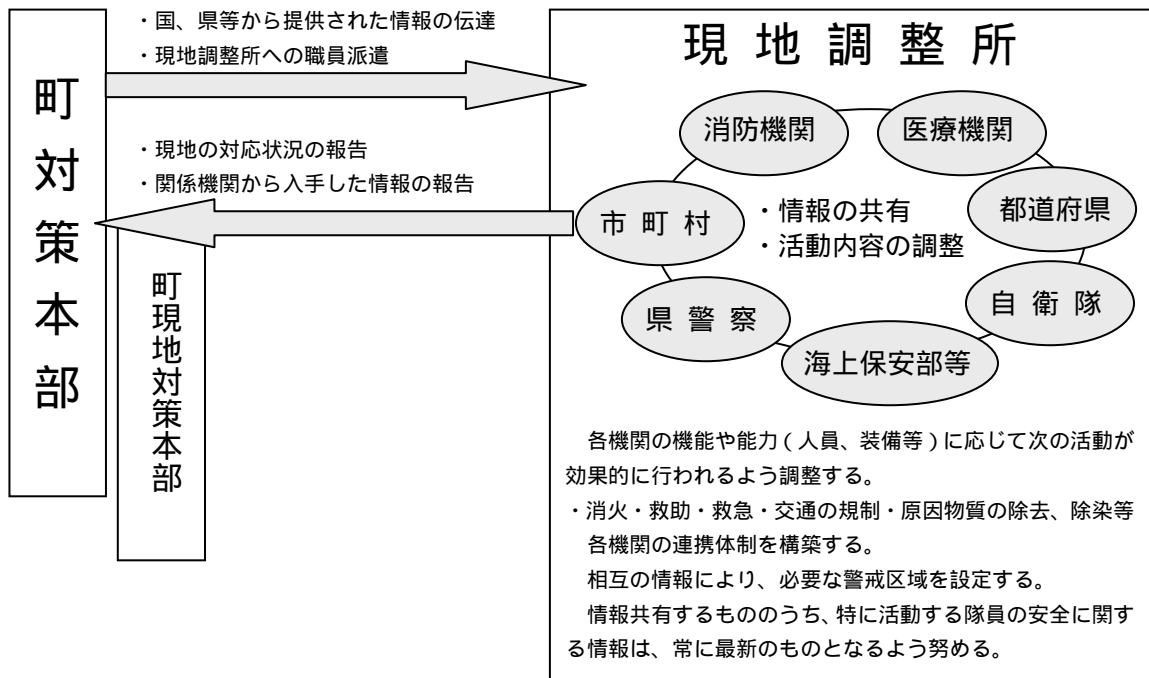 ・国、県等から提供された情報の伝達
・現地調整所への職員派遣
町対策本部
・現地の対応状況の報告
・関係機関から入手した情報の報告
町現地対策本部
現地調整所
消防機関
医療機関
市町村
・情報の共有
・活動内容の調整
都道府県
県警察
自衛隊
海上保安部等
各機関の機能や能力(人員、装備等)に応じて次の活動が
効果的に行われるよう調整する。
・消火・救助・救急・交通の規制・原因物質の除去、除染等
各機関の連携体制を構築する。
相互の情報により、必要な警戒区域を設定する。
情報共有するもののうち、特に活動する隊員の安全に関す
る情報は、常に最新のものとなるよう努める。